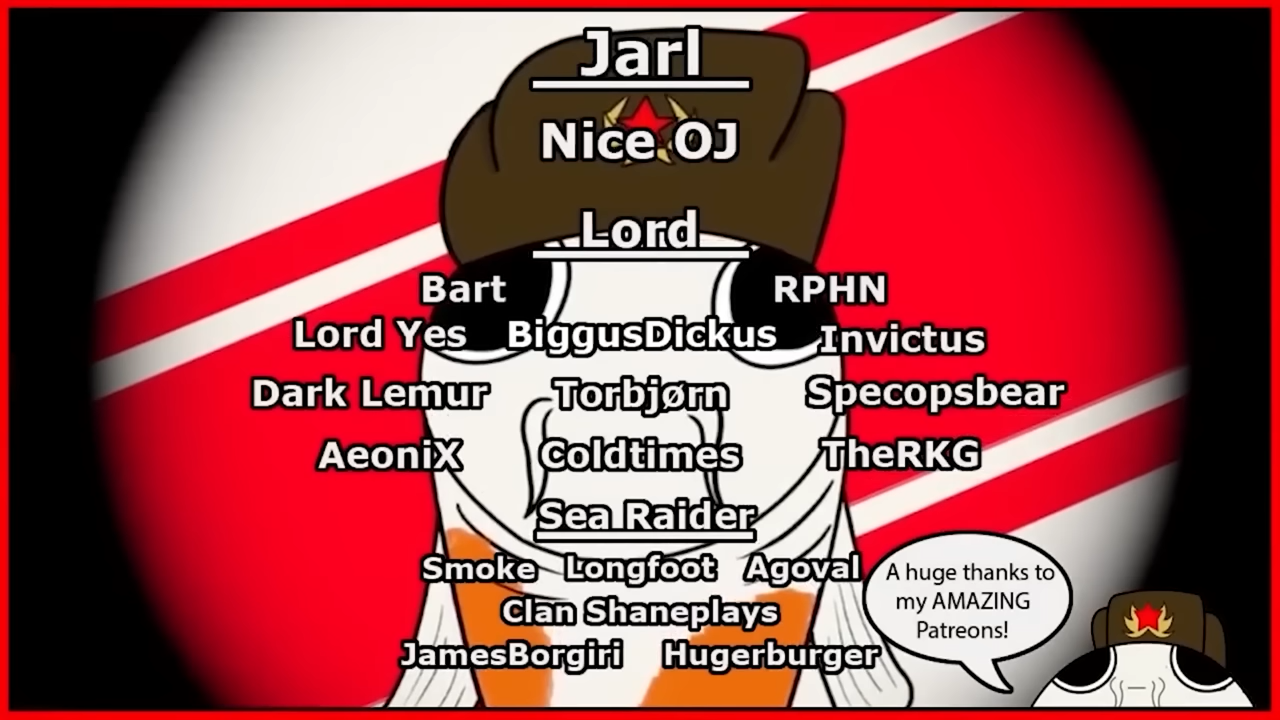 Jarl
Nice OJ
Lord
Bart RPHN
Lord Yes BiggusDickus Invictus
Dark Lemur Torbjørn Specopsbear
AeoniX Coldtimes TheRKG
Sea Raider
Smoke Longfoot Agoval
Clan Shaneplays
JamesBorgiri Hugerburger
A huge thanks to
my AMAZING
Patreons!